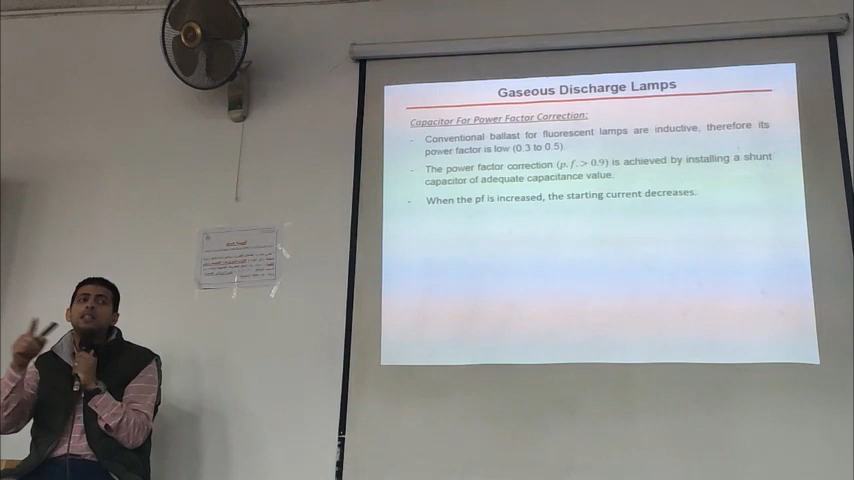 Gaseous Discharge Lamps
Capacitor For Power Factor Correction:
- Conventional ballast for fluorescent lamps are inductive, therefore its
power factor is low (0.3 to 0.5)
- The power factor correction (p.f. > 0.9) is achieved by installing a shunt
capacitor of adequate capacitance value.
- When the pf is increased, the starting current decreases.